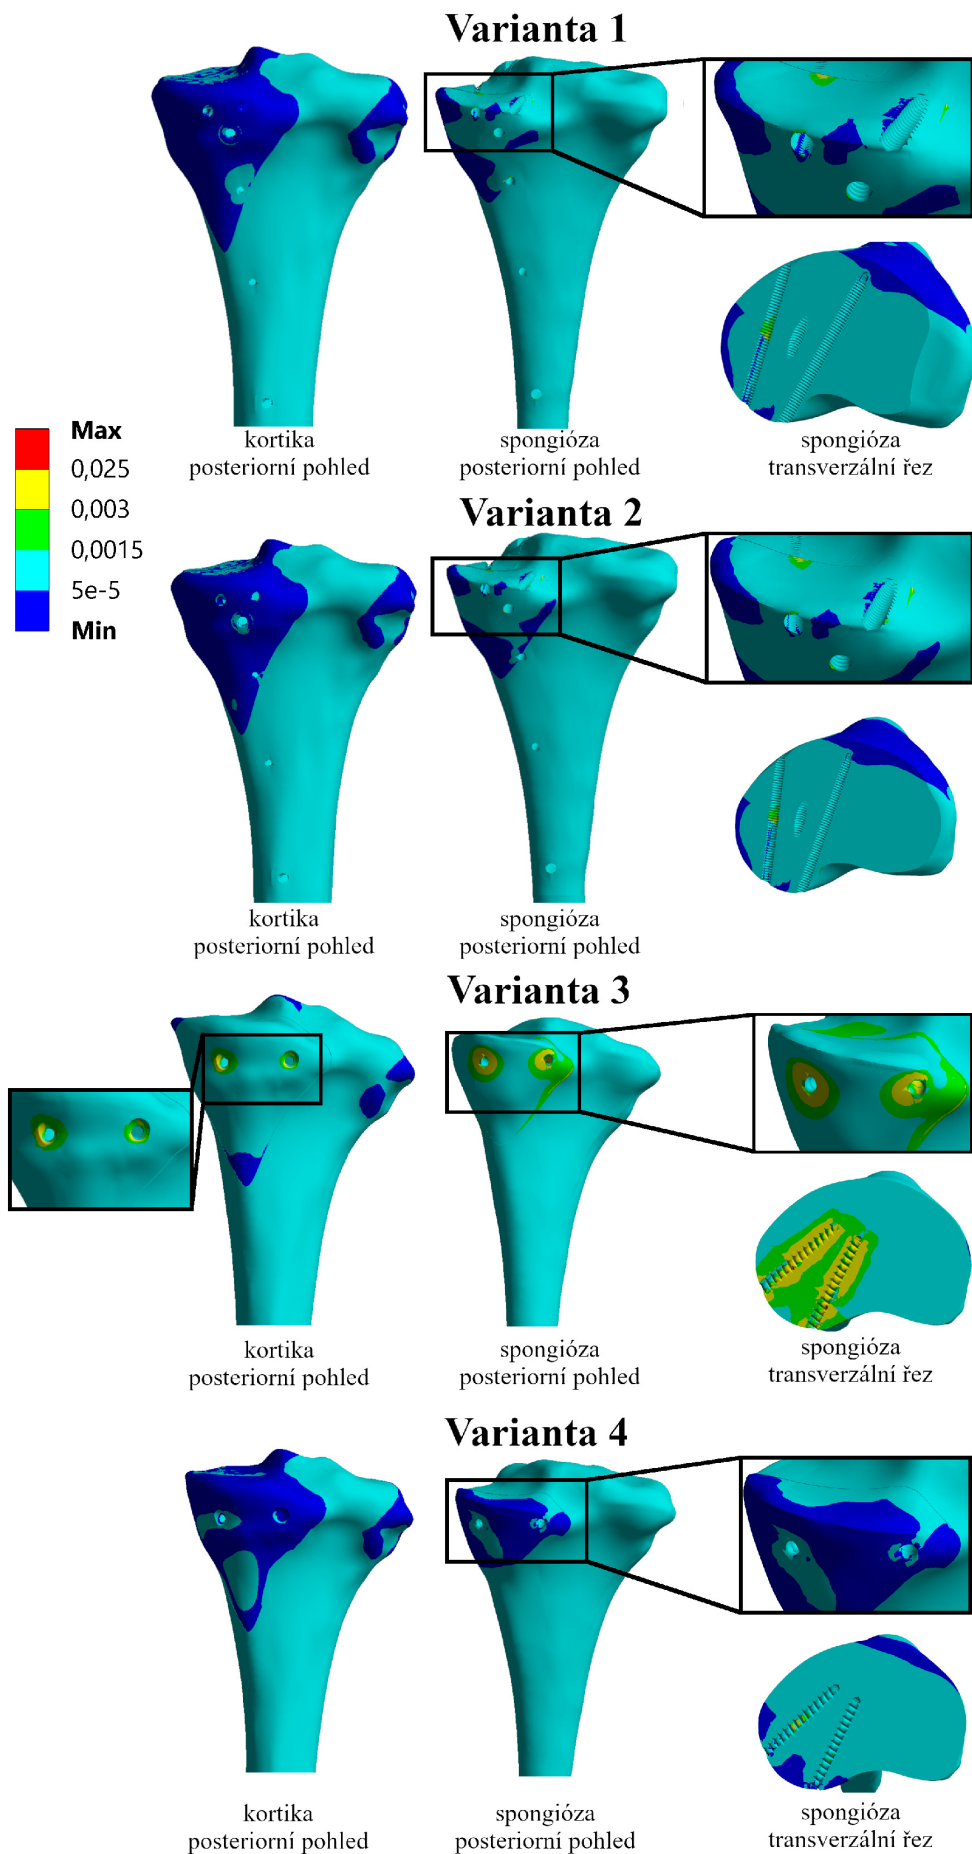 Varianta 1
kortika
posteriorní pohled
spongióza
posteriorní pohled
spongióza
transverzální řez
Max
0,025
0,003
0,0015
5e-5
Min
Varianta 2
kortika
posteriorní pohled
spongióza
posteriorní pohled
Varianta 3
kortika
posteriorní pohled
spongióza
posteriorní pohled
spongióza
transverzální řez
Varianta 4
kortika
posteriorní pohled
spongióza
posteriorní pohled
spongióza
transverzální řez